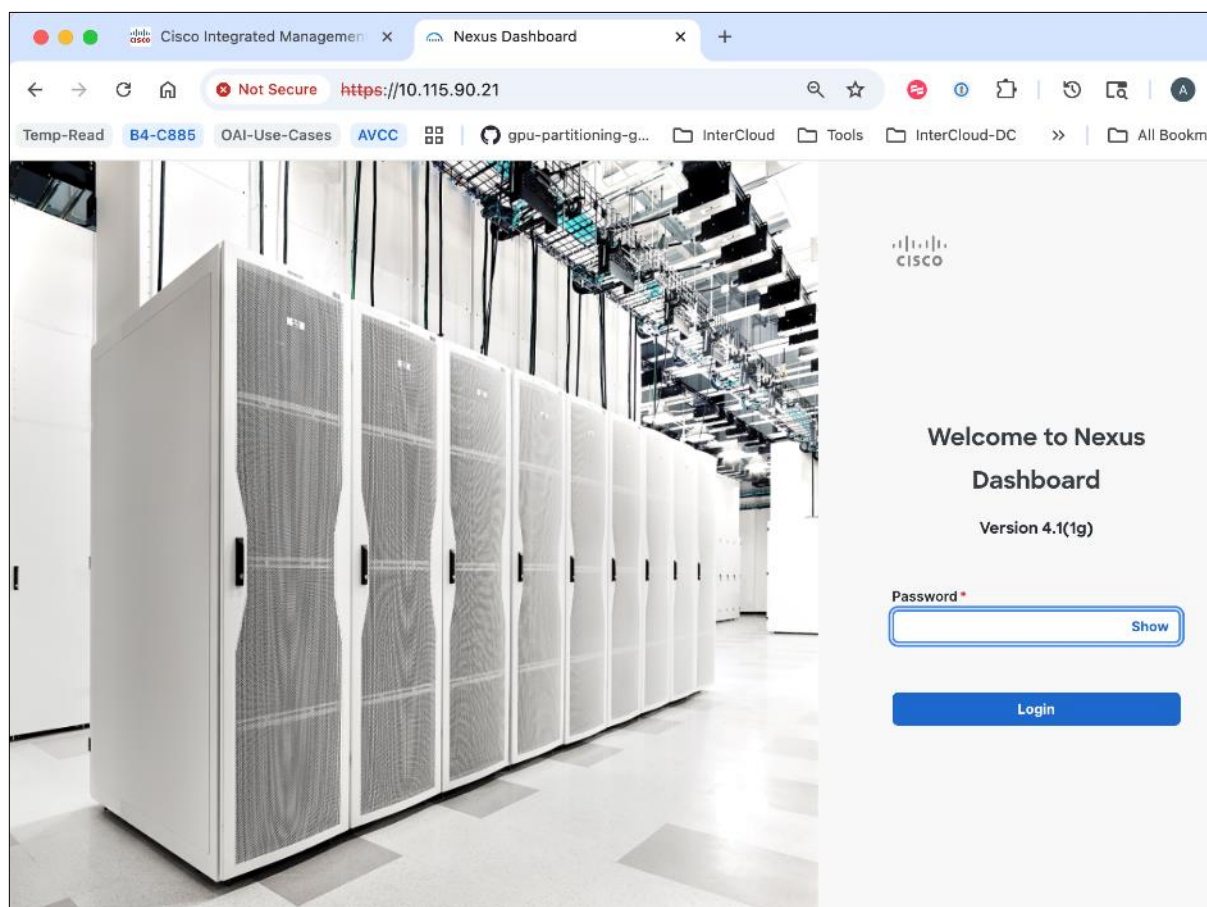 Cisco Integrated Managemen
Nexus Dashboard
Not Secure
https://10.115.90.21
A
Temp-Read
B4-C885
OAI-Use-Cases
AVCC
gpu-partitioning-g...
InterCloud
Tools
InterCloud-DC
All Bookm
CISCO
Welcome to Nexus
Dashboard
Version 4.1(1g)
Password *
Show
Login